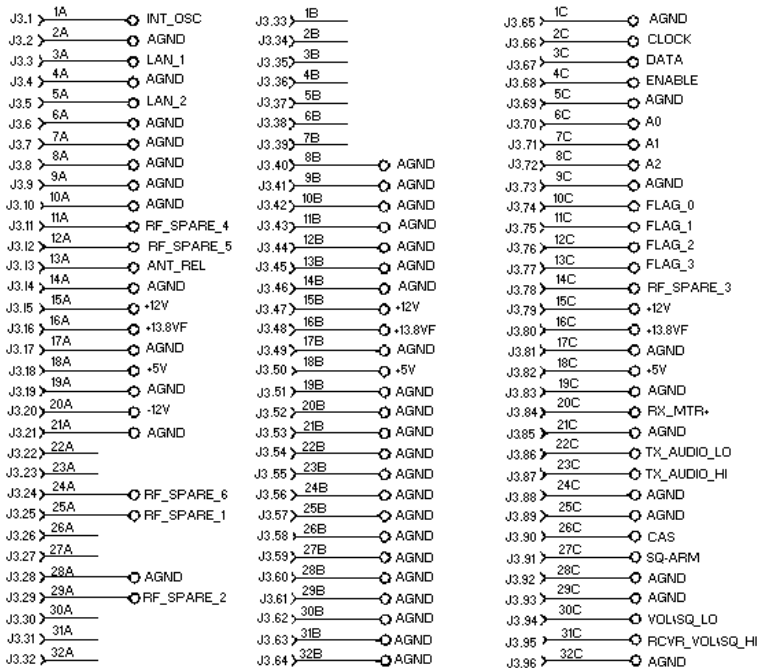 J3.1 1A INT_OSC
J3.2 2A AGND
J3.3 3A LAN_1
J3.4 4A AGND
J3.5 5A LAN_2
J3.6 6A AGND
J3.7 7A AGND
J3.8 8A AGND
J3.9 9A AGND
J3.10 10A AGND
J3.11 11A RF_SPARE_4
J3.12 12A RF_SPARE_5
J3.13 13A ANT_REL
J3.14 14A AGND
J3.15 15A +12V
J3.16 16A +13.8VF
J3.17 17A AGND
J3.18 18A +5V
J3.19 19A AGND
J3.20 20A -12V
J3.21 21A AGND
J3.22 22A
J3.23 23A
J3.24 24A RF_SPARE_6
J3.25 25A RF_SPARE_1
J3.26 26A
J3.27 27A
J3.28 28A AGND
J3.29 29A RF_SPARE_2
J3.30 30A
J3.31 31A
J3.32 32A
J3.33 1B
J3.34 2B
J3.35 3B
J3.36 4B
J3.37 5B
J3.38 6B
J3.39 7B
J3.40 8B AGND
J3.41 9B AGND
J3.42 10B AGND
J3.43 11B AGND
J3.44 12B AGND
J3.45 13B AGND
J3.46 14B AGND
J3.47 15B +12V
J3.48 16B +13.8VF
J3.49 17B AGND
J3.50 18B +5V
J3.51 19B AGND
J3.52 20B AGND
J3.53 21B AGND
J3.54 22B AGND
J3.55 23B AGND
J3.56 24B AGND
J3.57 25B AGND
J3.58 26B AGND
J3.59 27B AGND
J3.60 28B AGND
J3.61 29B AGND
J3.62 30B AGND
J3.63 31B AGND
J3.64 32B AGND
J3.65 1C AGND
J3.66 2C CLOCK
J3.67 3C DATA
J3.68 4C ENABLE
J3.69 5C AGND
J3.70 6C A0
J3.71 7C A1
J3.72 8C A2
J3.73 9C AGND
J3.74 10C FLAG_0
J3.75 11C FLAG_1
J3.76 12C FLAG_2
J3.77 13C FLAG_3
J3.78 14C RF_SPARE_3
J3.79 15C +12V
J3.80 16C +13.8VF
J3.81 17C AGND
J3.82 18C +5V
J3.83 19C AGND
J3.84 20C RX_MTR+
J3.85 21C AGND
J3.86 22C TX_AUDIO_LO
J3.87 23C TX_AUDIO_HI
J3.88 24C AGND
J3.89 25C AGND
J3.90 26C CAS
J3.91 27C SQ-ARM
J3.92 28C AGND
J3.93 29C AGND
J3.94 30C VOL\SQ_LO
J3.95 31C RCVR_VOL\SQ_HI
J3.96 32C AGND